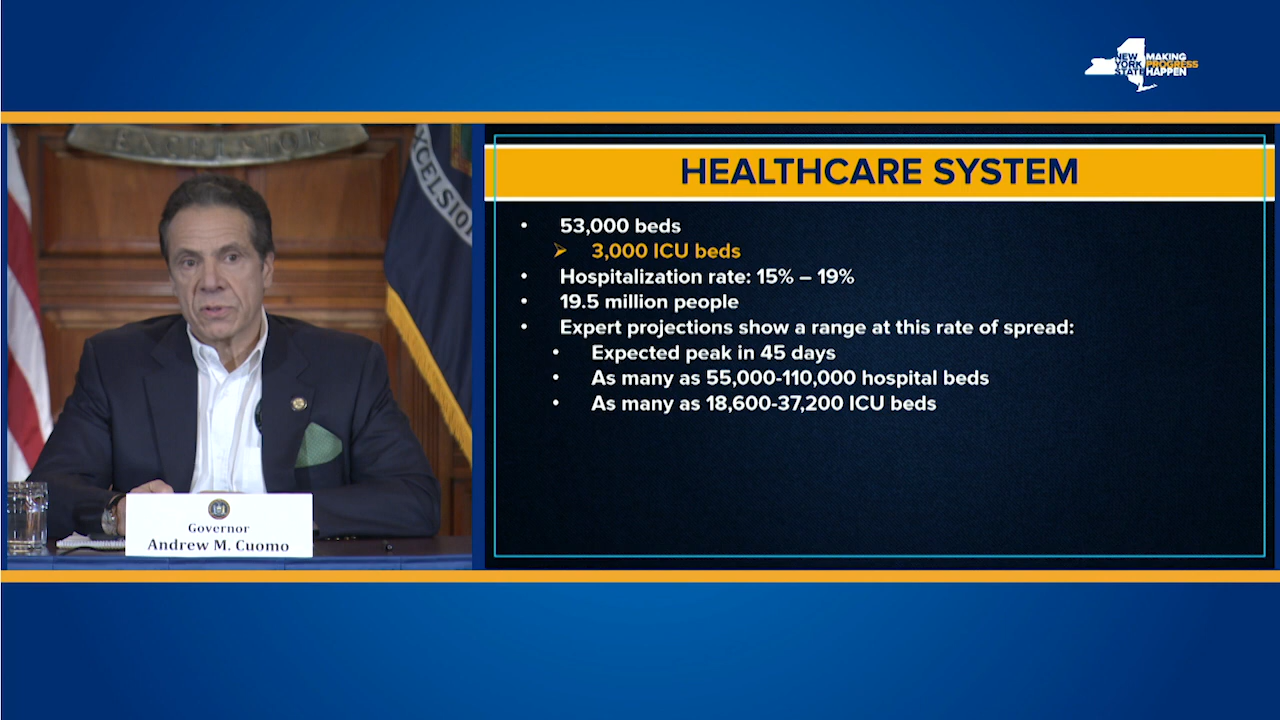 NEW
YORK
STATE
MAKING
PROGRESS
HAPPEN
EXCELSIOR
EXCELSIOR
Governor
Andrew M. Cuomo
HEALTHCARE SYSTEM
• 53,000 beds
➢ 3,000 ICU beds
• Hospitalization rate: 15% – 19%
• 19.5 million people
• Expert projections show a range at this rate of spread:
• Expected peak in 45 days
• As many as 55,000-110,000 hospital beds
• As many as 18,600-37,200 ICU beds